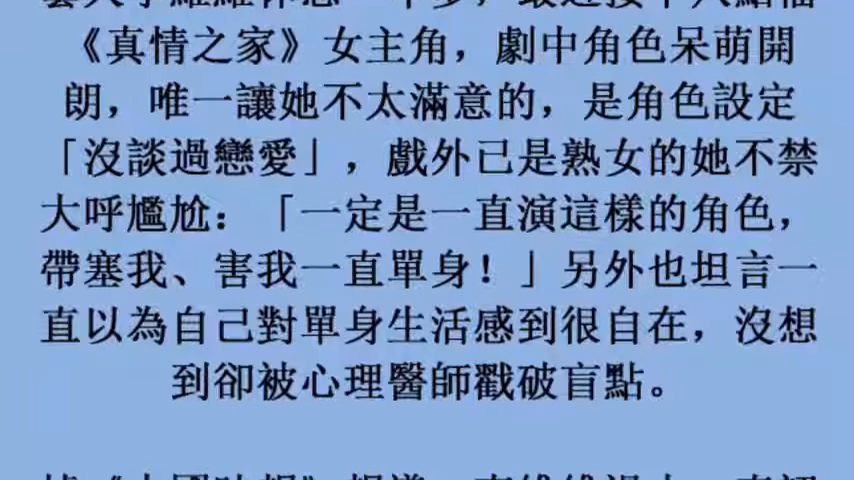 《真情之家》女主角，劇中角色呆萌開
朗，唯一讓她不太滿意的，是角色設定
「沒談過戀愛」，戲外已是熟女的她不禁
大呼尷尬：「一定是一直演這樣的角色，
帶塞我、害我一直單身！」另外也坦言一
直以為自己對單身生活感到很自在，沒想
到卻被心理醫師戳破盲點。